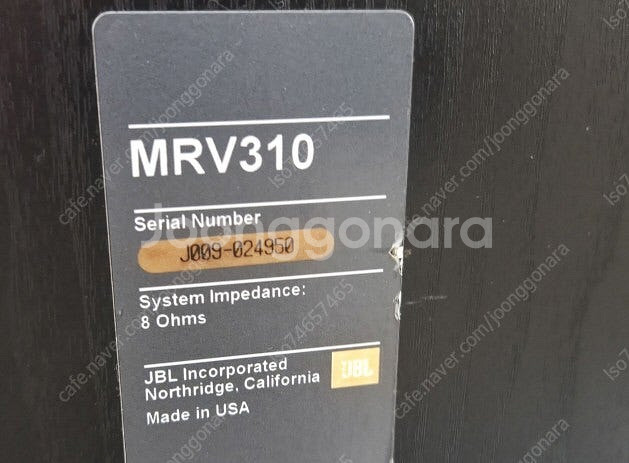 MRV310
Serial Number
J009-024950
System Impedance:
8 Ohms
JBL Incorporated
Northridge, California
JBL
Made in USA
Joonggonara
cafe.naver.com/joonggonara
lso74657465